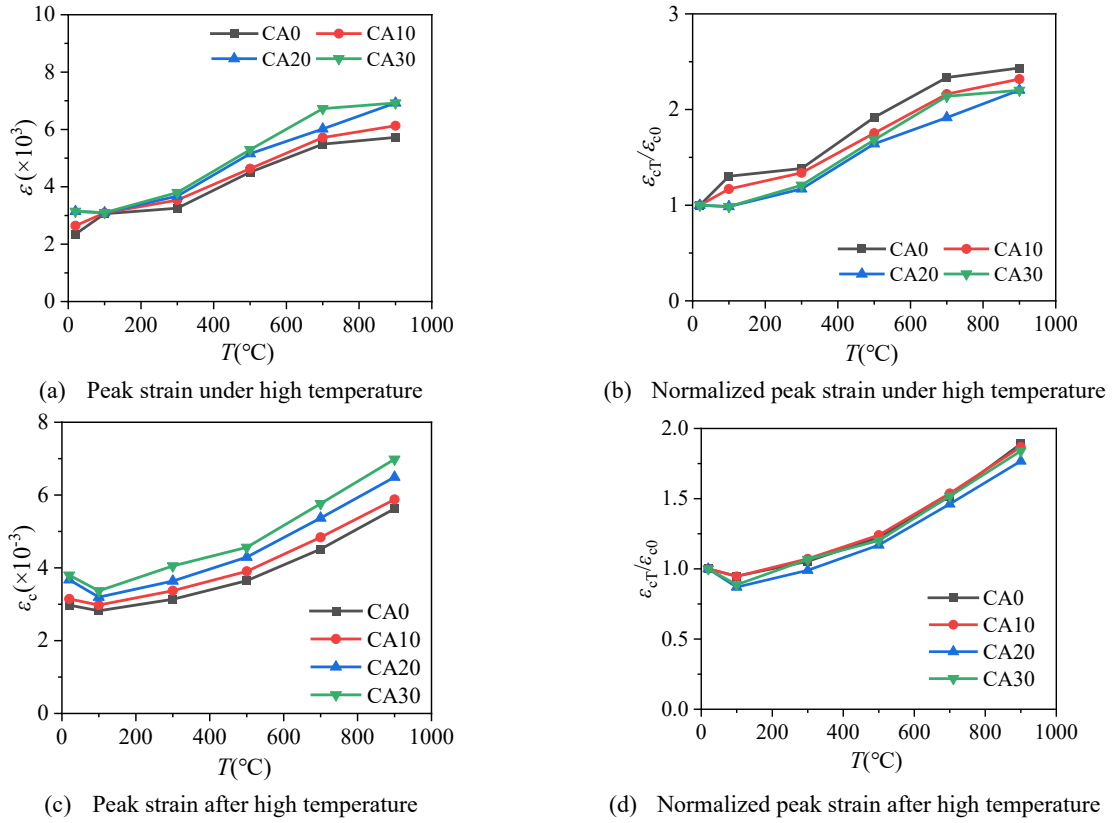 10
8
6
4
2
0
ε (×10³)
CA0 CA10
CA20 CA30
0 200 400 600 800 1000
T(°C)
(a) Peak strain under high temperature
3
2
1
0
εcT/εc0
CA0 CA10
CA20 CA30
0 200 400 600 800 1000
T(°C)
(b) Normalized peak strain under high temperature
8
6
4
2
0
εc(×10⁻³)
CA0
CA10
CA20
CA30
0 200 400 600 800 1000
T(°C)
(c) Peak strain after high temperature
2.0
1.5
1.0
0.5
0.0
εcT/εc0
CA0
CA10
CA20
CA30
0 200 400 600 800 1000
T(°C)
(d) Normalized peak strain after high temperature